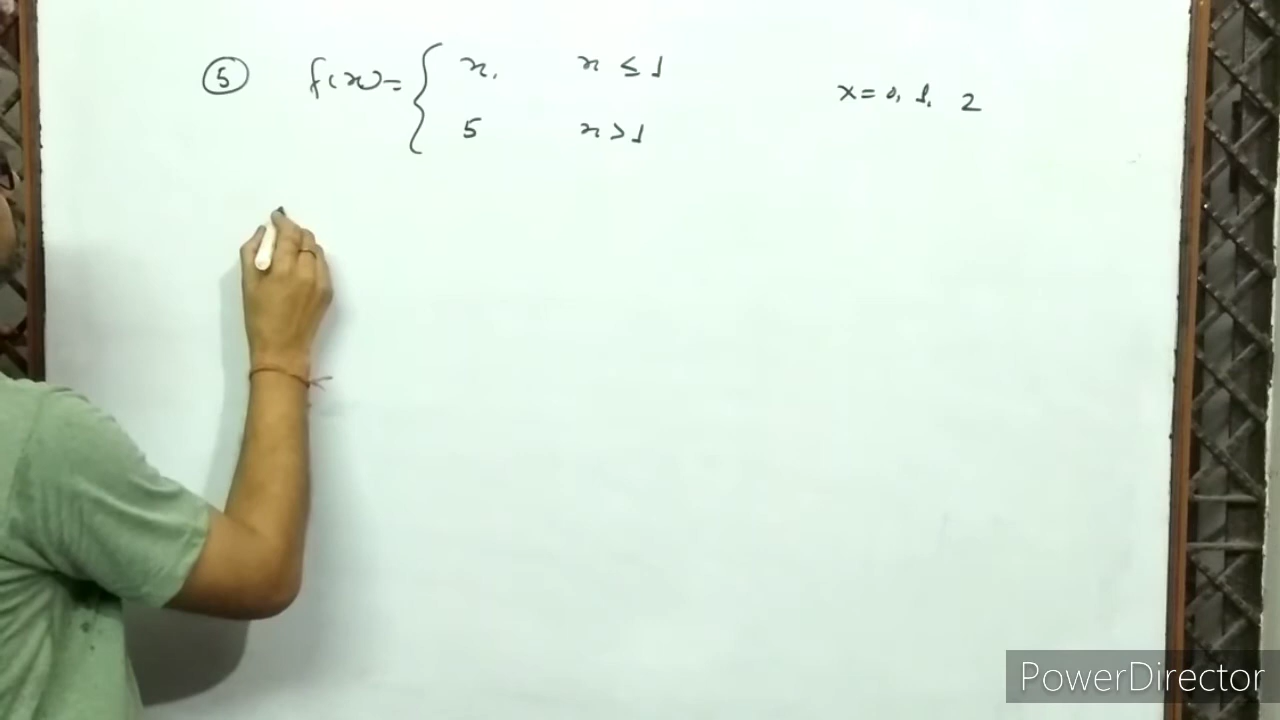 ⑤ f(x) = { x, x ≤ 1
5 x > 1
x = 0, 1, 2
PowerDirector